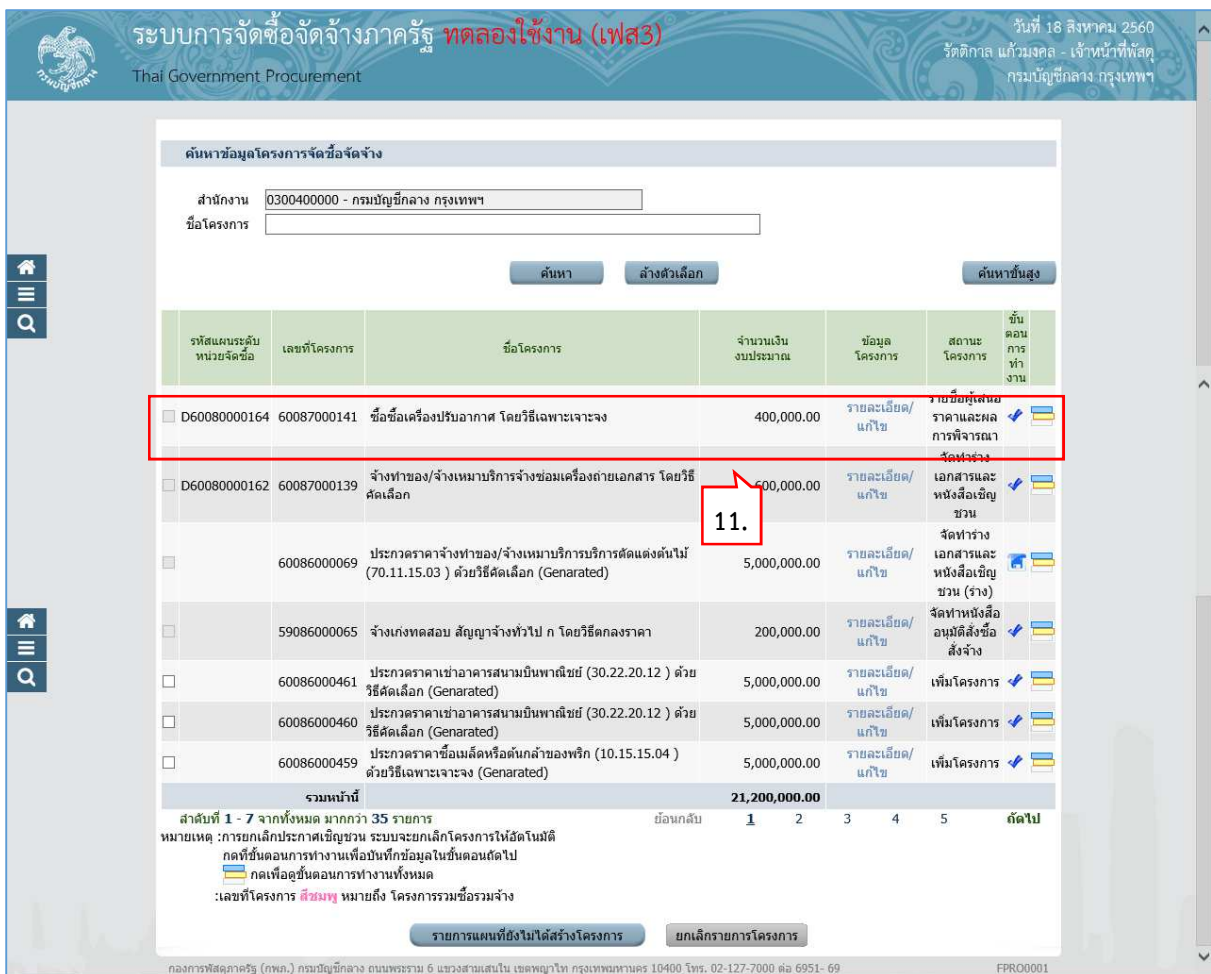 ระบบการจัดซื้อจัดจ้างภาครัฐ ทดลองใช้งาน (เฟส3)
Thai Government Procurement
วันที่ 18 สิงหาคม 2560
รัตติกาล แก้วมงคล - เจ้าหน้าที่พัสดุ
กรมบัญชีกลาง กรุงเทพฯ
กรมบัญชีกลาง
ค้นหาข้อมูลโครงการจัดซื้อจัดจ้าง
สำนักงาน 0300400000 - กรมบัญชีกลาง กรุงเทพฯ
ชื่อโครงการ
ค้นหา ล้างตัวเลือก ค้นหาขั้นสูง
รหัสแผนระดับ
หน่วยจัดซื้อ
เลขที่โครงการ
ชื่อโครงการ
จำนวนเงิน
งบประมาณ
ข้อมูล
โครงการ
สถานะ
โครงการ
ขั้น
ตอน
การ
ทำ
งาน
D60080000164 60087000141 ซื้อซื้อเครื่องปรับอากาศ โดยวิธีเฉพาะเจาะจง 400,000.00
รายละเอียด/
แก้ไข
รายชื่อผู้เสนอ
ราคาและผล
การพิจารณา
D60080000162 60087000139
จ้างทำของ/จ้างเหมาบริการจ้างซ่อมเครื่องถ่ายเอกสาร โดยวิธี
คัดเลือก
600,000.00
รายละเอียด/
แก้ไข
จัดทำร่าง
เอกสารและ
หนังสือเชิญ
ชวน
11.
60086000069
ประกวดราคาจ้างทำของ/จ้างเหมาบริการบริการตัดแต่งต้นไม้
(70.11.15.03 ) ด้วยวิธีคัดเลือก (Genarated)
5,000,000.00
รายละเอียด/
แก้ไข
จัดทำร่าง
เอกสารและ
หนังสือเชิญ
ชวน (ร่าง)
59086000065 จ้างเก่งทดสอบ สัญญาจ้างทั่วไป ก โดยวิธีตกลงราคา 200,000.00
รายละเอียด/
แก้ไข
จัดทำหนังสือ
อนุมัติสั่งซื้อ
สั่งจ้าง
60086000461
ประกวดราคาเช่าอาคารสนามบินพาณิชย์ (30.22.20.12 ) ด้วย
วิธีคัดเลือก (Genarated)
5,000,000.00
รายละเอียด/
แก้ไข
เพิ่มโครงการ
60086000460
ประกวดราคาเช่าอาคารสนามบินพาณิชย์ (30.22.20.12 ) ด้วย
วิธีคัดเลือก (Genarated)
5,000,000.00
รายละเอียด/
แก้ไข
เพิ่มโครงการ
60086000459
ประกวดราคาซื้อเมล็ดหรือต้นกล้าของพริก (10.15.15.04 )
ด้วยวิธีเฉพาะเจาะจง (Genarated)
5,000,000.00
รายละเอียด/
แก้ไข
เพิ่มโครงการ
รวมหน้านี้ 21,200,000.00
ลำดับที่ 1 - 7 จากทั้งหมด มากกว่า 35 รายการ ย้อนกลับ 1 2 3 4 5 ถัดไป
หมายเหตุ :การยกเลิกประกาศเชิญชวน ระบบจะยกเลิกโครงการให้อัตโนมัติ
กดที่ขั้นตอนการทำงานเพื่อบันทึกข้อมูลในขั้นตอนถัดไป
กดเพื่อดูขั้นตอนการทำงานทั้งหมด
:เลขที่โครงการ สีชมพู หมายถึง โครงการรวมซื้อรวมจ้าง
รายการแผนที่ยังไม่ได้สร้างโครงการ ยกเลิกรายการโครงการ
กองการพัสดุภาครัฐ (กพภ.) กรมบัญชีกลาง ถนนพระราม 6 แขวงสามเสนใน เขตพญาไท กรุงเทพมหานคร 10400 โทร. 02-127-7000 ต่อ 6951- 69 FPRO0001